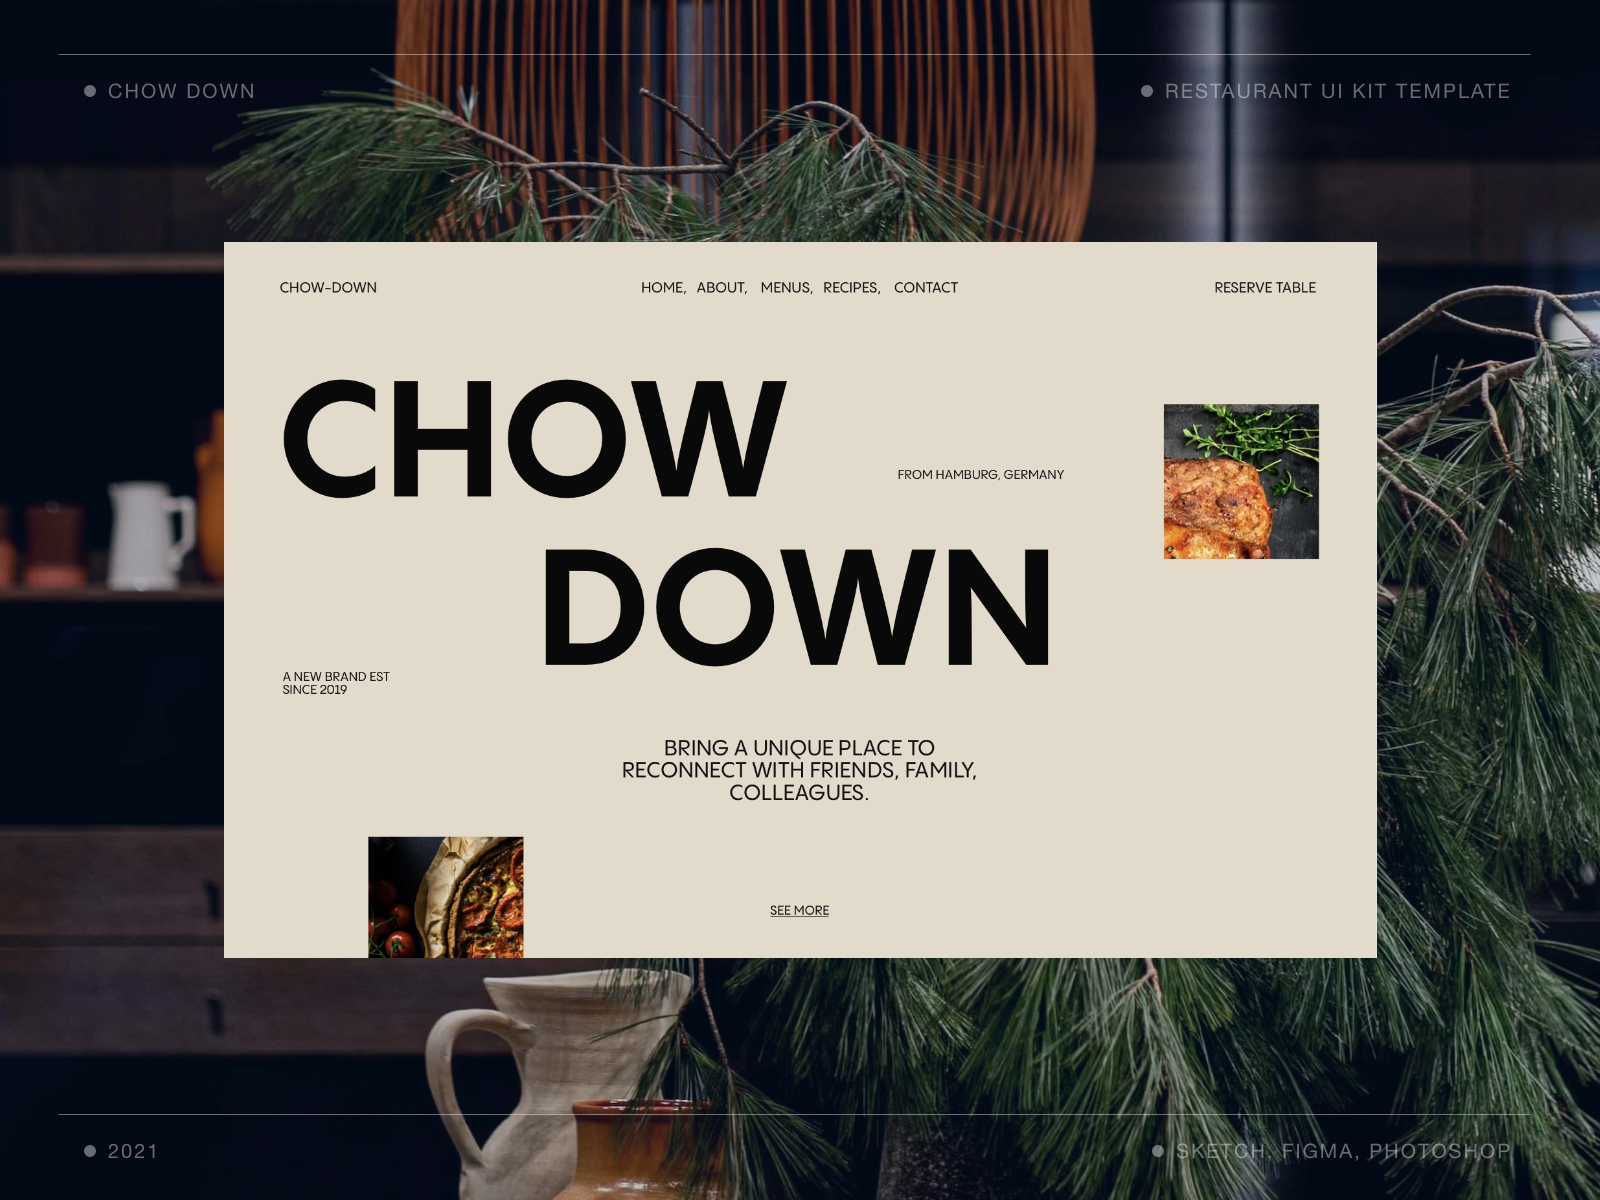 CHOW DOWN
RESTAURANT UI KIT TEMPLATE
CHOW-DOWN
HOME, ABOUT, MENUS, RECIPES, CONTACT
RESERVE TABLE
CHOW
FROM HAMBURG, GERMANY
DOWN
A NEW BRAND EST
SINCE 2019
BRING A UNIQUE PLACE TO
RECONNECT WITH FRIENDS, FAMILY,
COLLEAGUES.
SEE MORE
2021
SKETCH, FIGMA, PHOTOSHOP